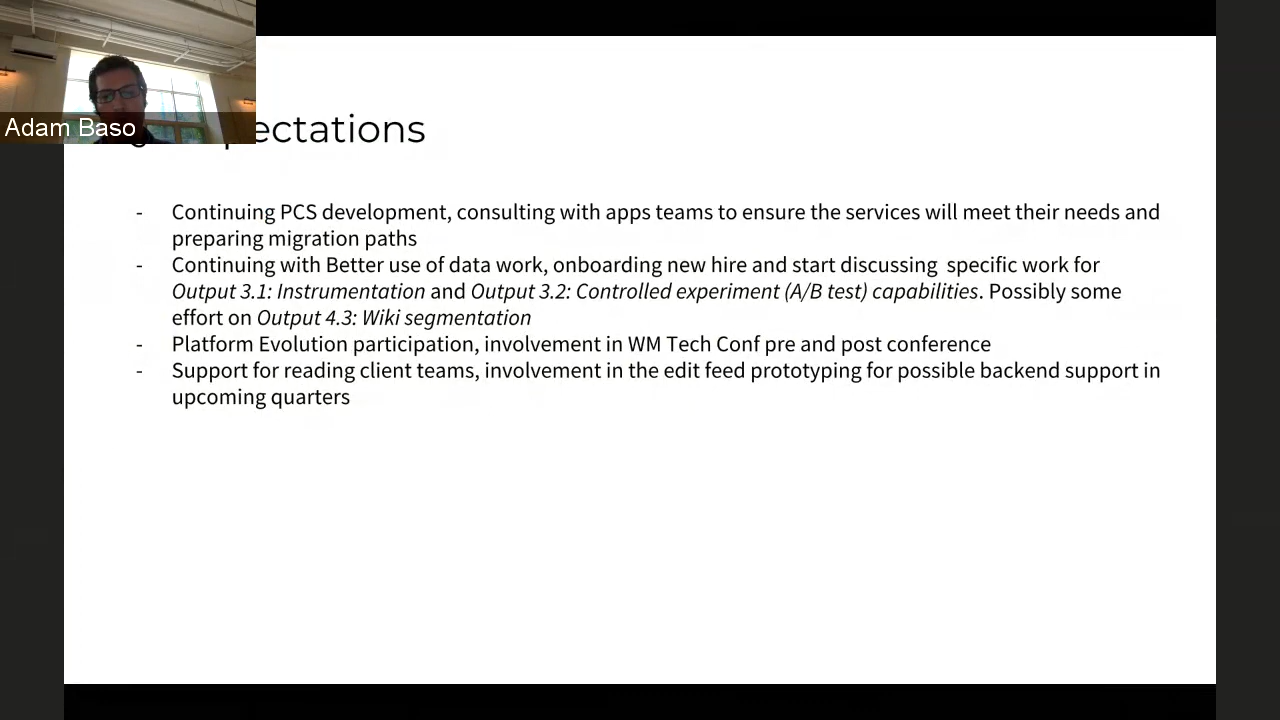 Adam Baso
ectations
- Continuing PCS development, consulting with apps teams to ensure the services will meet their needs and
preparing migration paths
- Continuing with Better use of data work, onboarding new hire and start discussing specific work for
Output 3.1: Instrumentation and Output 3.2: Controlled experiment (A/B test) capabilities. Possibly some
effort on Output 4.3: Wiki segmentation
- Platform Evolution participation, involvement in WM Tech Conf pre and post conference
- Support for reading client teams, involvement in the edit feed prototyping for possible backend support in
upcoming quarters